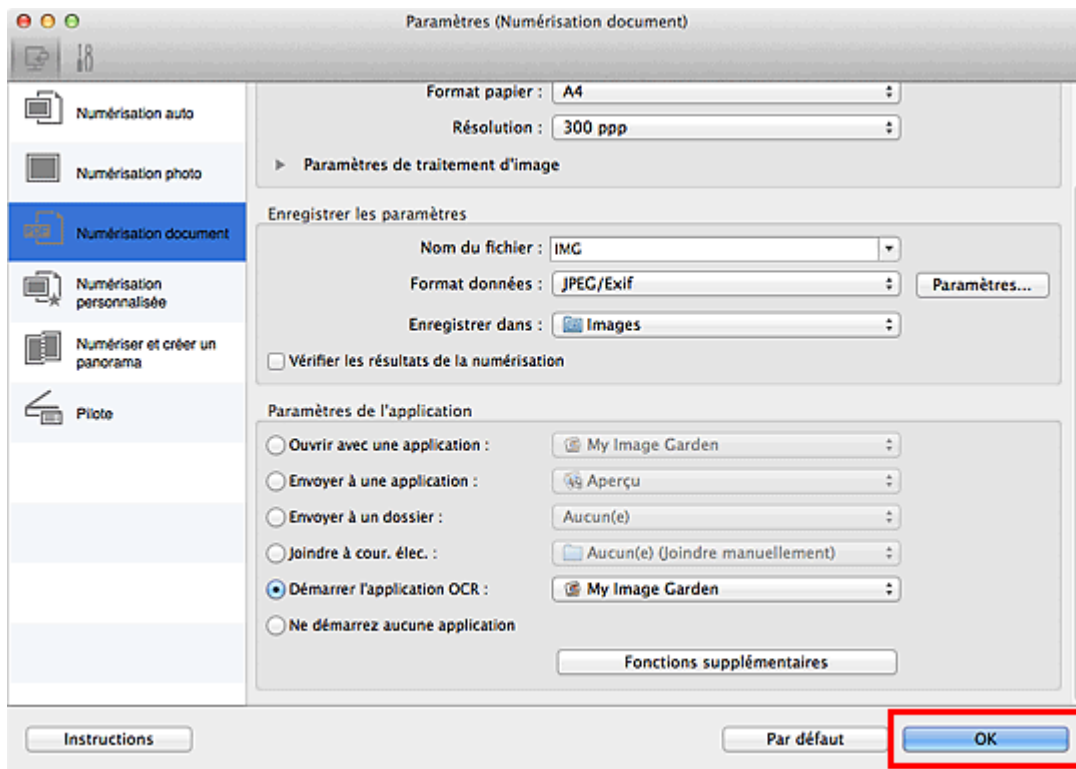 Paramètres (Numérisation document)
Numérisation auto
Numérisation photo
PDF
Numérisation document
Numérisation
personnalisée
Numériser et créer un
panorama
Pilote
Format papier : A4
Résolution : 300 ppp
Paramètres de traitement d'image
Enregistrer les paramètres
Nom du fichier : IMG
Format données : JPEG/Exif Paramètres...
Enregistrer dans : Images
Vérifier les résultats de la numérisation
Paramètres de l'application
Ouvrir avec une application : My Image Garden
Envoyer à une application : Aperçu
Envoyer à un dossier : Aucun(e)
Joindre à cour. élec. : Aucun(e) (Joindre manuellement)
Démarrer l'application OCR : My Image Garden
Ne démarrez aucune application
Fonctions supplémentaires
Instructions Par défaut OK